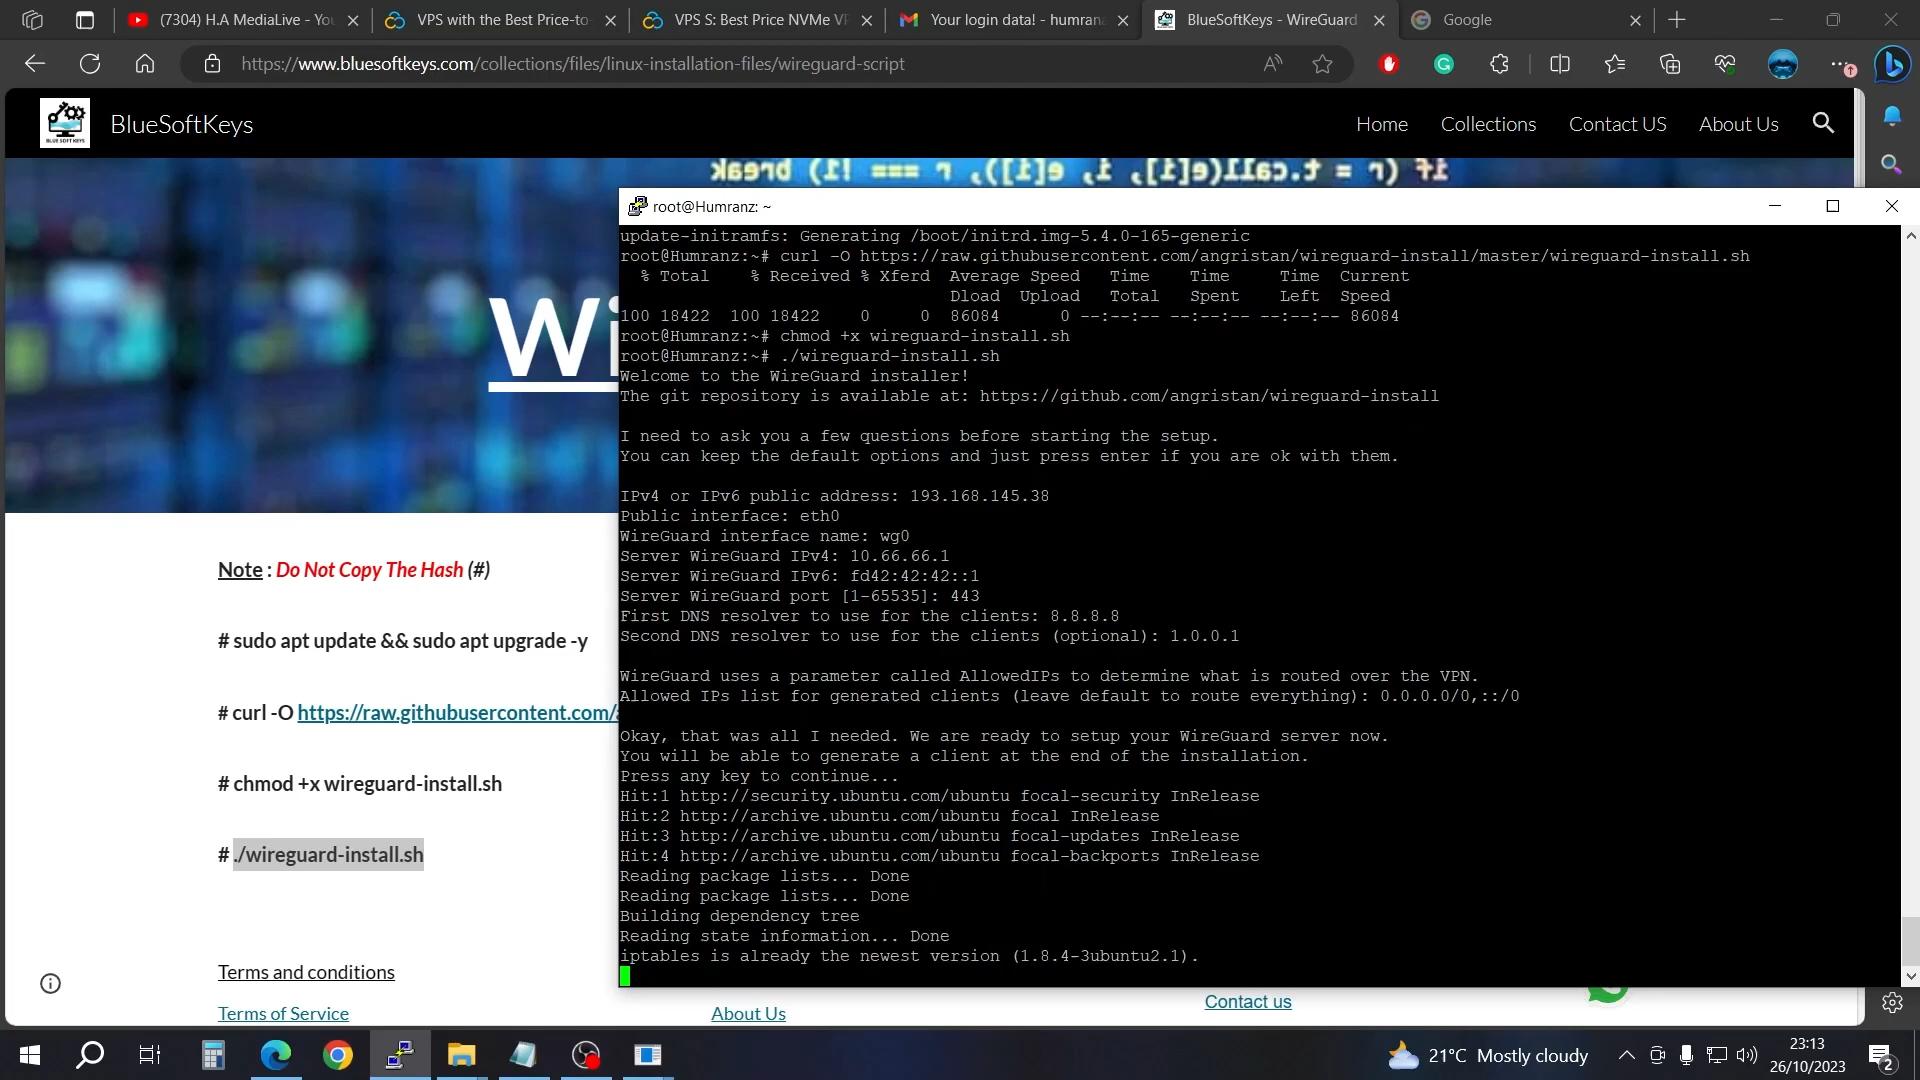 (7304) H.A MediaLive - You
VPS with the Best Price-to-
VPS S: Best Price NVMe VP
Your login data! - humrana
BlueSoftKeys - WireGuard
Google
https://www.bluesoftkeys.com/collections/files/linux-installation-files/wireguard-script
BlueSoftKeys
Home
Collections
Contact US
About Us
if (r = t.call(e[i], i, e[i]), r === !1) break
Wi
Note : Do Not Copy The Hash (#)
# sudo apt update && sudo apt upgrade -y
# curl -O https://raw.githubusercontent.com/
# chmod +x wireguard-install.sh
# ./wireguard-install.sh
Terms and conditions
Terms of Service
About Us
Contact us
root@Humranz: ~
update-initramfs: Generating /boot/initrd.img-5.4.0-165-generic
root@Humranz:~# curl -O https://raw.githubusercontent.com/angristan/wireguard-install/master/wireguard-install.sh
% Total % Received % Xferd Average Speed Time Time Time Current
Dload Upload Total Spent Left Speed
100 18422 100 18422 0 0 86084 0 --:--:-- --:--:-- --:--:-- 86084
root@Humranz:~# chmod +x wireguard-install.sh
root@Humranz:~# ./wireguard-install.sh
Welcome to the WireGuard installer!
The git repository is available at: https://github.com/angristan/wireguard-install
I need to ask you a few questions before starting the setup.
You can keep the default options and just press enter if you are ok with them.
IPv4 or IPv6 public address: 193.168.145.38
Public interface: eth0
WireGuard interface name: wg0
Server WireGuard IPv4: 10.66.66.1
Server WireGuard IPv6: fd42:42:42::1
Server WireGuard port [1-65535]: 443
First DNS resolver to use for the clients: 8.8.8.8
Second DNS resolver to use for the clients (optional): 1.0.0.1
WireGuard uses a parameter called AllowedIPs to determine what is routed over the VPN.
Allowed IPs list for generated clients (leave default to route everything): 0.0.0.0/0,::/0
Okay, that was all I needed. We are ready to setup your WireGuard server now.
You will be able to generate a client at the end of the installation.
Press any key to continue...
Hit:1 http://security.ubuntu.com/ubuntu focal-security InRelease
Hit:2 http://archive.ubuntu.com/ubuntu focal InRelease
Hit:3 http://archive.ubuntu.com/ubuntu focal-updates InRelease
Hit:4 http://archive.ubuntu.com/ubuntu focal-backports InRelease
Reading package lists... Done
Reading package lists... Done
Building dependency tree
Reading state information... Done
iptables is already the newest version (1.8.4-3ubuntu2.1).
21°C Mostly cloudy
23:13
26/10/2023
2